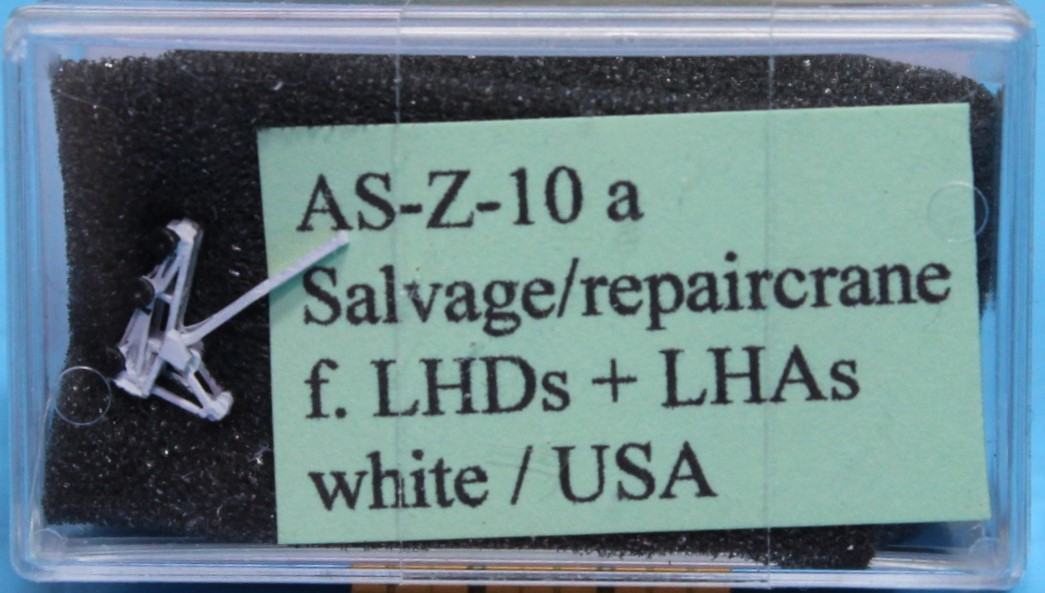 AS-Z-10 a
Salvage/repaircrane
f. LHDs + LHAs
white / USA